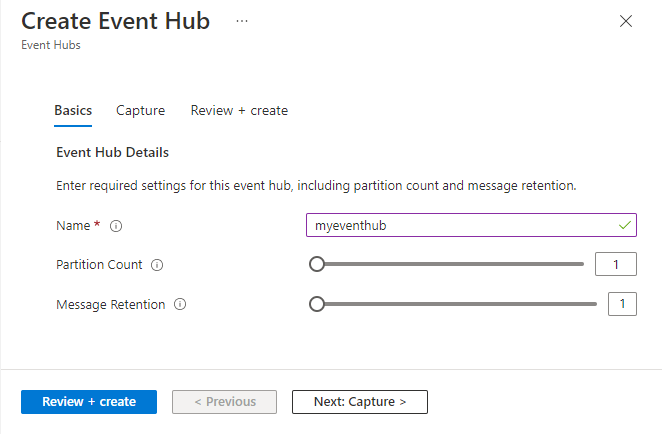 Create Event Hub ...
Event Hubs
Basics Capture Review + create
Event Hub Details
Enter required settings for this event hub, including partition count and message retention.
Name * myeventhub
Partition Count 1
Message Retention 1
Review + create < Previous Next: Capture >